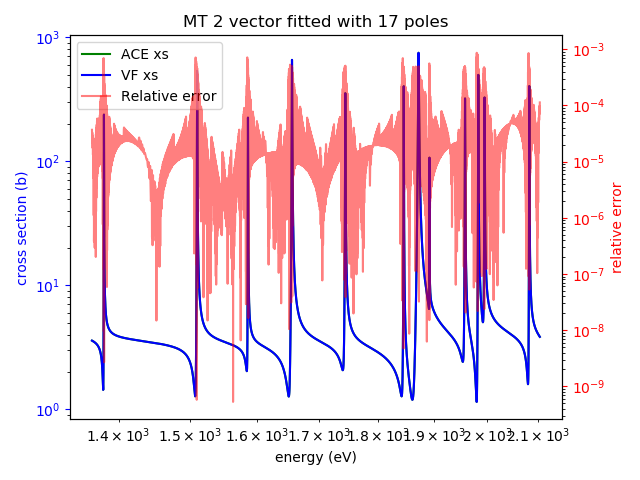 MT 2 vector fitted with 17 poles
ACE xs
VF xs
Relative error
cross section (b)
10³
10²
10¹
10⁰
relative error
10⁻³
10⁻⁴
10⁻⁵
10⁻⁶
10⁻⁷
10⁻⁸
10⁻⁹
1.4 × 10³ 1.5 × 10³ 1.6 × 10³ 1.7 × 10³ 1.8 × 10³ 1.9 × 10³ 2 × 10³ 2.1 × 10³
energy (eV)